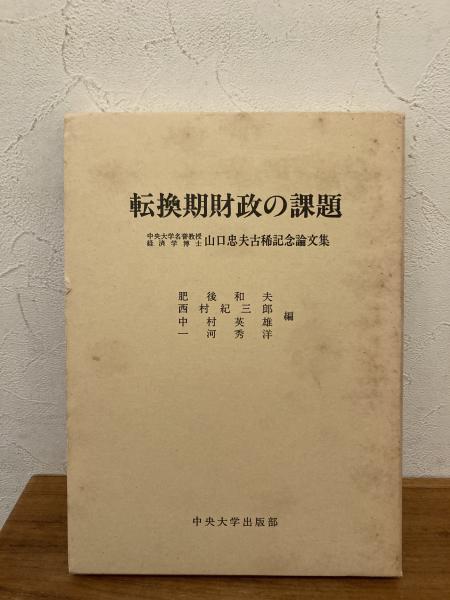 転換期財政の課題
中央大学名誉教授
経済学博士
山口忠夫古稀記念論文集
肥後和夫
西村紀三郎
中村英雄
一河秀洋
編
中央大学出版部